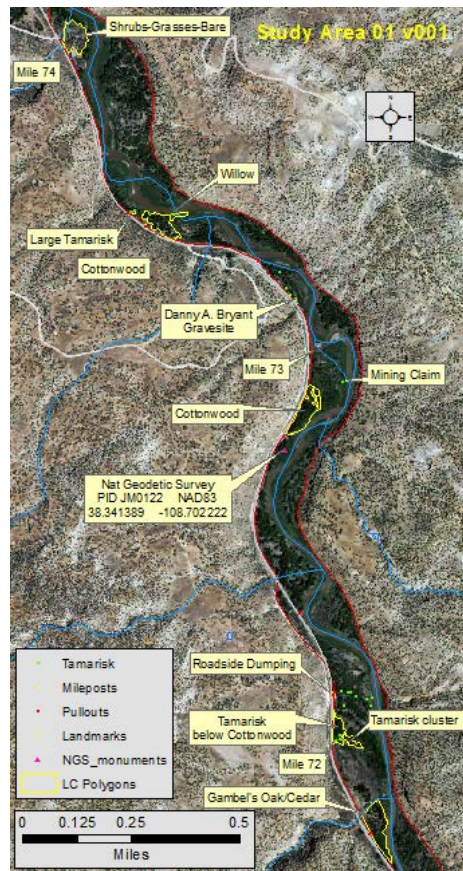 Shrubs-Grasses-Bare
Study Area 01 v001
Mile 74
N
W
E
S
Willow
Large Tamarisk
Cottonwood
Danny A. Bryant
Gravesite
Mile 73
Mining Claim
Cottonwood
Nat Geodetic Survey
PID JM0122 NAD83
38.341389 -108.702222
Roadside Dumping
Tamarisk
below Cottonwood
Tamarisk cluster
Mile 72
Gambel's Oak/Cedar
Tamarisk
Mileposts
Pullouts
Landmarks
NGS_monuments
LC Polygons
0 0.125 0.25 0.5
Miles